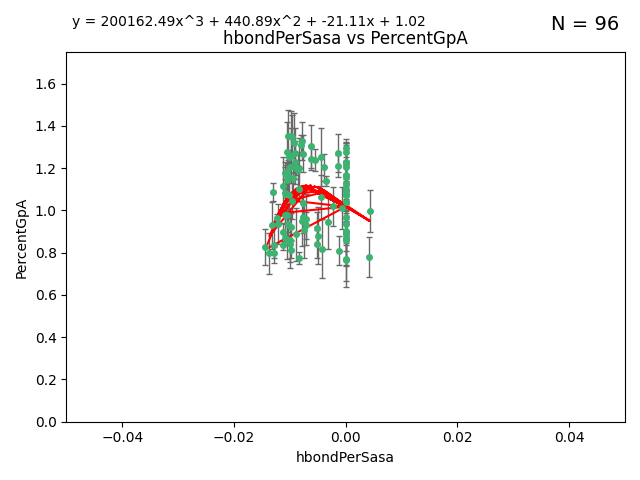 y = 200162.49x^3 + 440.89x^2 + -21.11x + 1.02
N = 96
hbondPerSasa vs PercentGpA
PercentGpA
1.6
1.4
1.2
1.0
0.8
0.6
0.4
0.2
0.0
−0.04 −0.02 0.00 0.02 0.04
hbondPerSasa